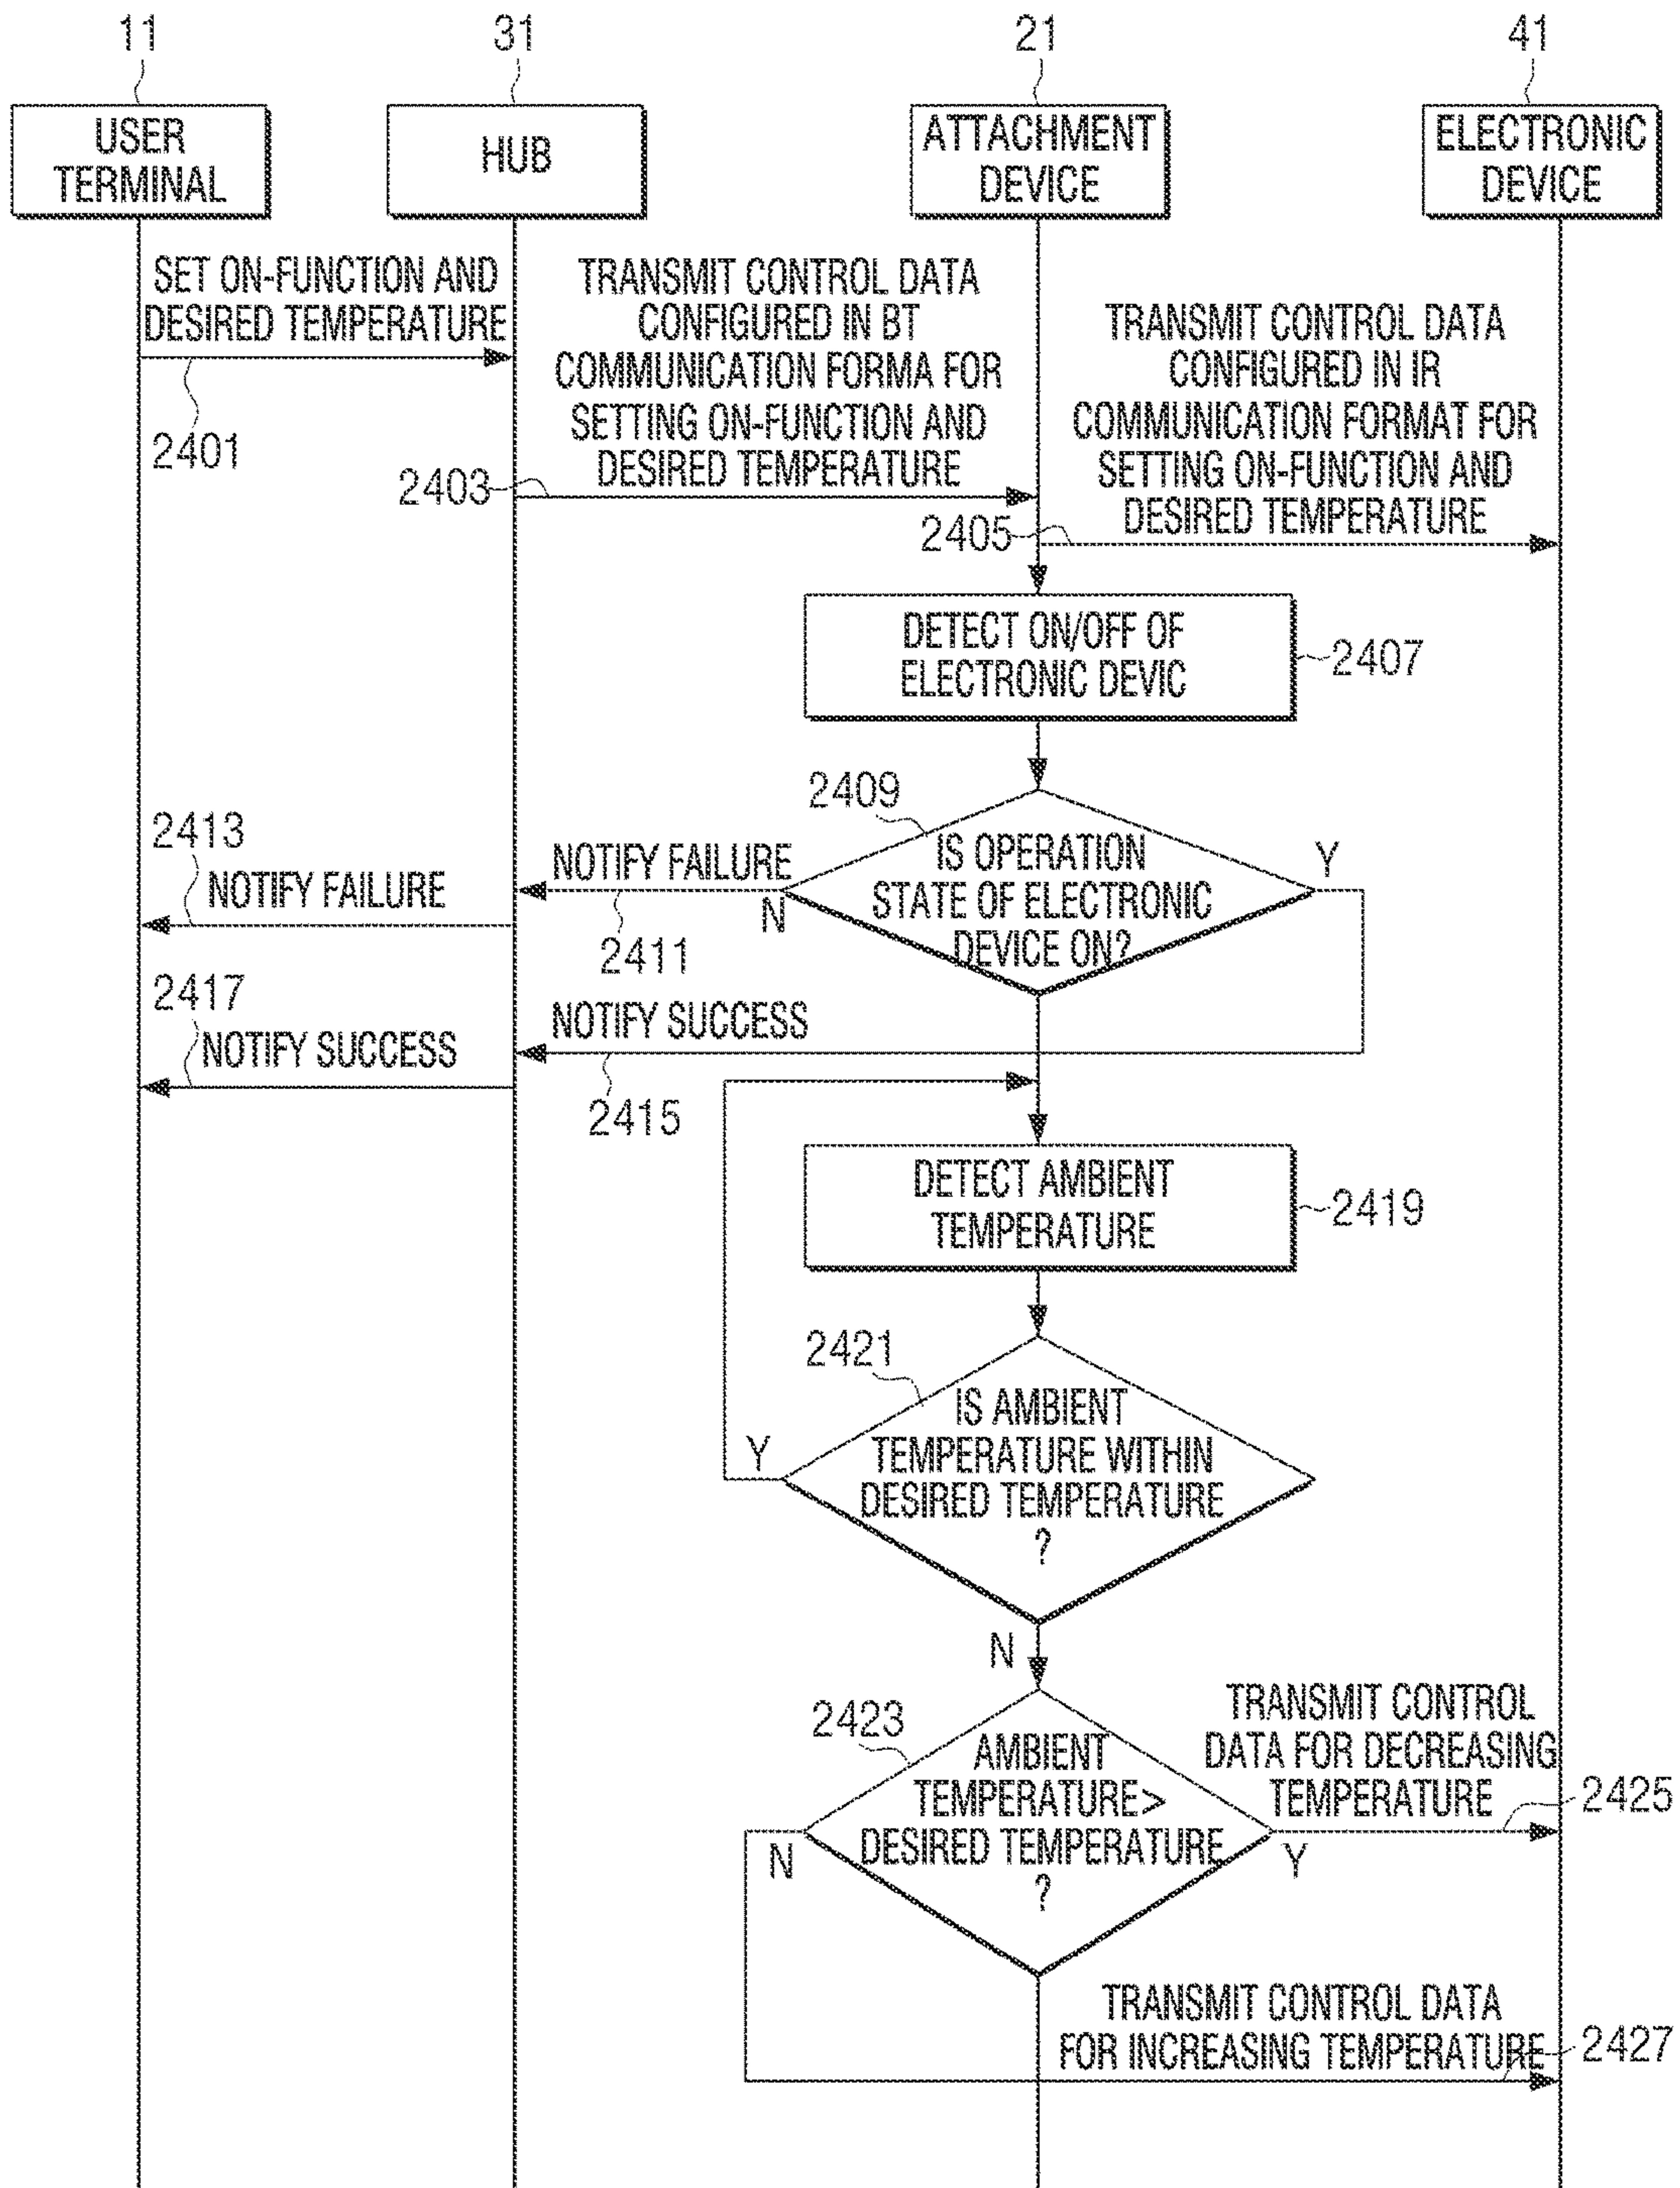 11
31
21
41
USER
TERMINAL
HUB
ATTACHMENT
DEVICE
ELECTRONIC
DEVICE
SET ON-FUNCTION AND
DESIRED TEMPERATURE
2401
TRANSMIT CONTROL DATA
CONFIGURED IN BT
COMMUNICATION FORMA FOR
SETTING ON-FUNCTION AND
DESIRED TEMPERATURE
2403
TRANSMIT CONTROL DATA
CONFIGURED IN IR
COMMUNICATION FORMAT FOR
SETTING ON-FUNCTION AND
DESIRED TEMPERATURE
2405
DETECT ON/OFF OF
ELECTRONIC DEVIC
2407
2409
IS OPERATION
STATE OF ELECTRONIC
DEVICE ON?
Y
N
NOTIFY FAILURE
2411
2413
NOTIFY FAILURE
2417
NOTIFY SUCCESS
NOTIFY SUCCESS
2415
DETECT AMBIENT
TEMPERATURE
2419
2421
IS AMBIENT
TEMPERATURE WITHIN
DESIRED TEMPERATURE
?
Y
N
2423
AMBIENT
TEMPERATURE>
DESIRED TEMPERATURE
?
N
Y
TRANSMIT CONTROL
DATA FOR DECREASING
TEMPERATURE
2425
TRANSMIT CONTROL DATA
FOR INCREASING TEMPERATURE
2427